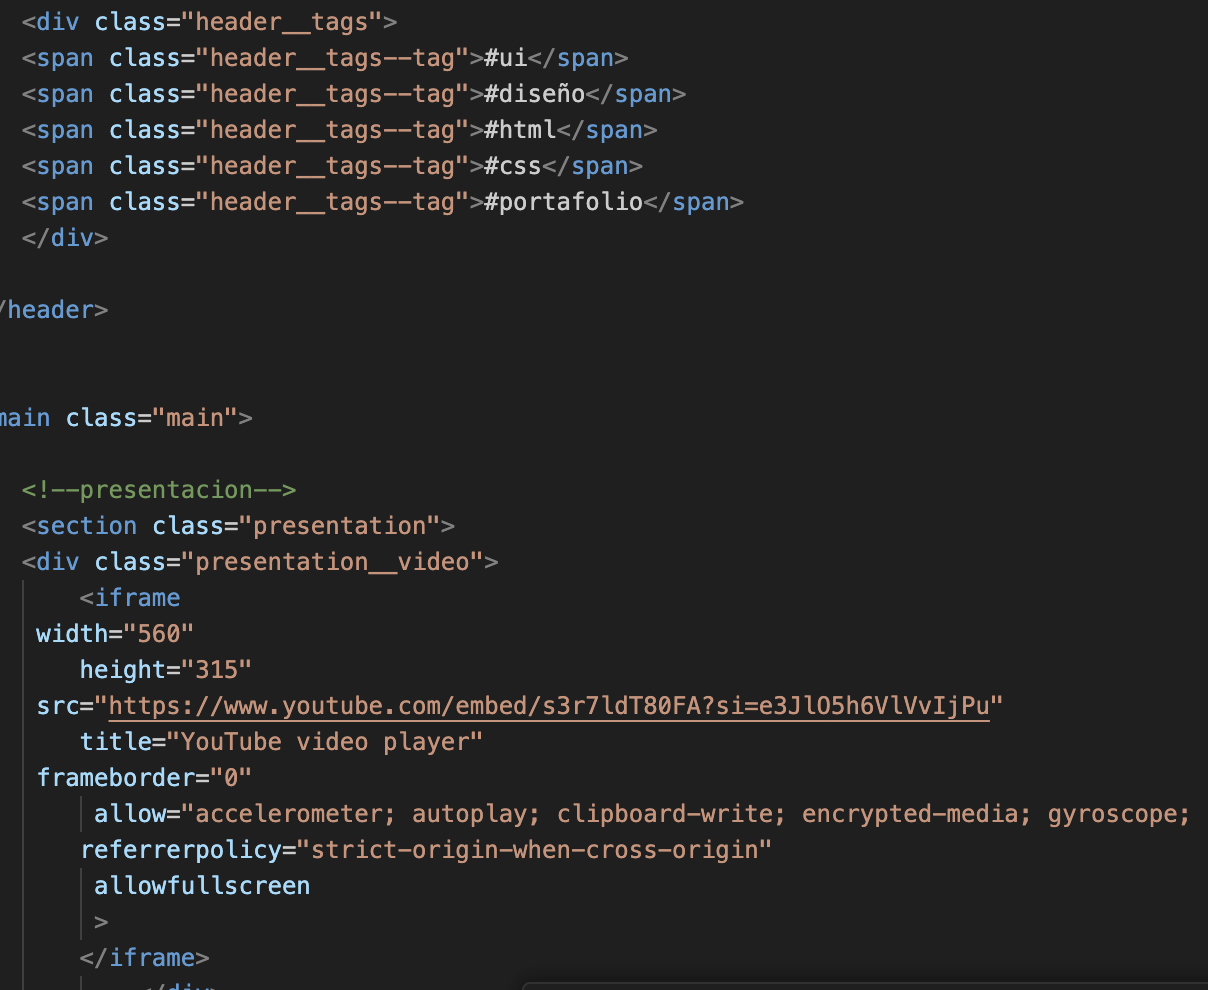 <div class="header__tags">
<span class="header__tags--tag">#ui</span>
<span class="header__tags--tag">#diseño</span>
<span class="header__tags--tag">#html</span>
<span class="header__tags--tag">#css</span>
<span class="header__tags--tag">#portafolio</span>
</div>
/header>
main class="main">
<!--presentacion-->
<section class="presentation">
<div class="presentation__video">
<iframe
width="560"
height="315"
src="https://www.youtube.com/embed/s3r7ldT80FA?si=e3JlO5h6VlVvIjPu"
title="YouTube video player"
frameborder="0"
allow="accelerometer; autoplay; clipboard-write; encrypted-media; gyroscope;
referrerpolicy="strict-origin-when-cross-origin"
allowfullscreen
>
</iframe>
</div>